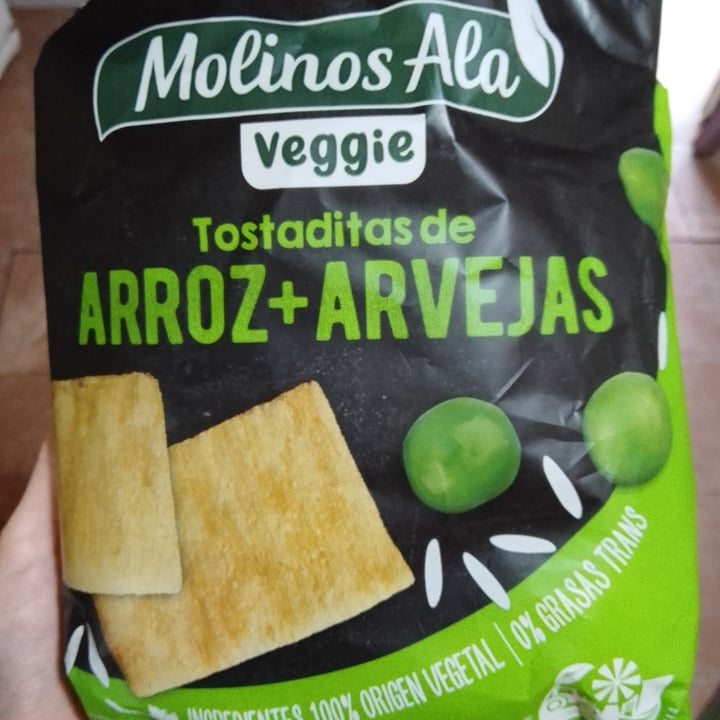 Molinos Ala
Veggie
Tostaditas de
ARROZ+ARVEJAS
INGREDIENTES 100% ORIGEN VEGETAL | 0% GRASAS TRANS